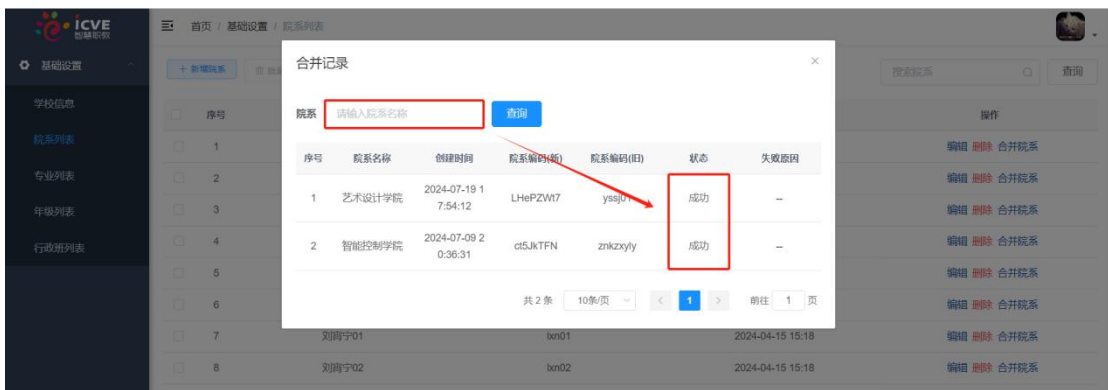 iCVE
智慧职教
首页 / 基础设置 / 院系列表
基础设置
学校信息
院系列表
专业列表
年级列表
行政班列表
+ 新增院系
搜索院系
查询
序号
操作
合并记录
×
院系 请输入院系名称 查询
序号 院系名称 创建时间 院系编码(新) 院系编码(旧) 状态 失败原因
1 艺术设计学院 2024-07-19 1
7:54:12 LHePZWt7 成功 --
2 智能控制学院 2024-07-09 2
0:36:31 ct5JkTFN znkzxyly 成功 --
共 2 条 10条/页 < 1 > 前往 1 页
1 编辑 删除 合并院系
2 编辑 删除 合并院系
3 编辑 删除 合并院系
4 编辑 删除 合并院系
5 编辑 删除 合并院系
6 编辑 删除 合并院系
7 刘雨宁01 lxn01 2024-04-15 15:18 编辑 删除 合并院系
8 刘雨宁02 lxn02 2024-04-15 15:18 编辑 删除 合并院系